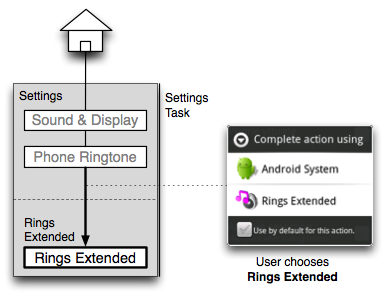 Settings
Settings
Task
Sound & Display
Phone Ringtone
Rings
Extended
Rings Extended
Complete action using
Android System
Rings Extended
Use by default for this action.
User chooses
Rings Extended